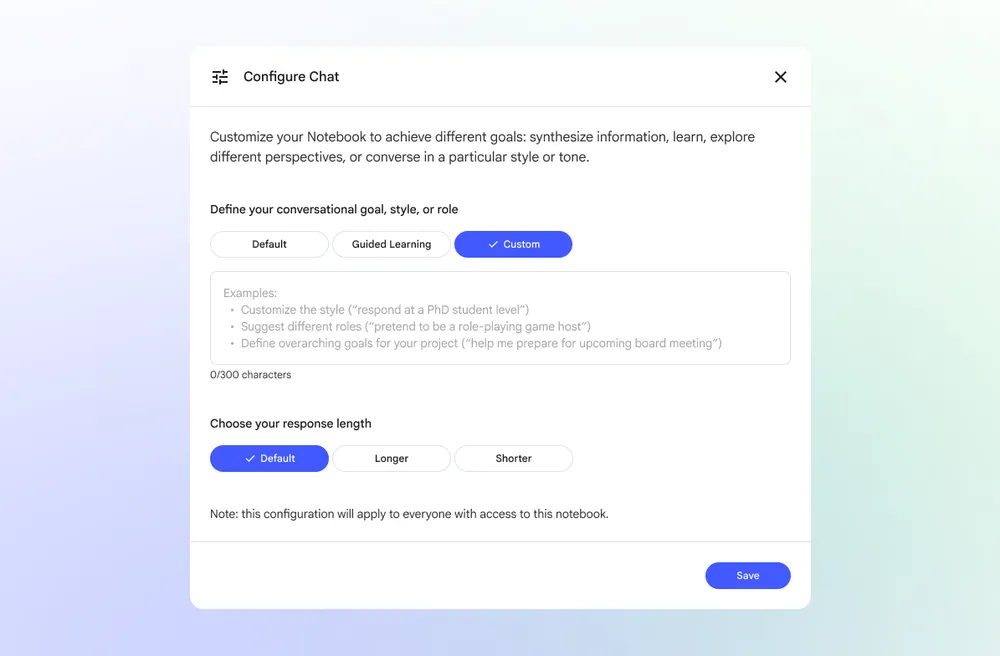 Configure Chat
Customize your Notebook to achieve different goals: synthesize information, learn, explore
different perspectives, or converse in a particular style or tone.
Define your conversational goal, style, or role
Default
Guided Learning
Custom
Examples:
• Customize the style (“respond at a PhD student level”)
• Suggest different roles (“pretend to be a role-playing game host”)
• Define overarching goals for your project (“help me prepare for upcoming board meeting”)
0/300 characters
Choose your response length
Default
Longer
Shorter
Note: this configuration will apply to everyone with access to this notebook.
Save